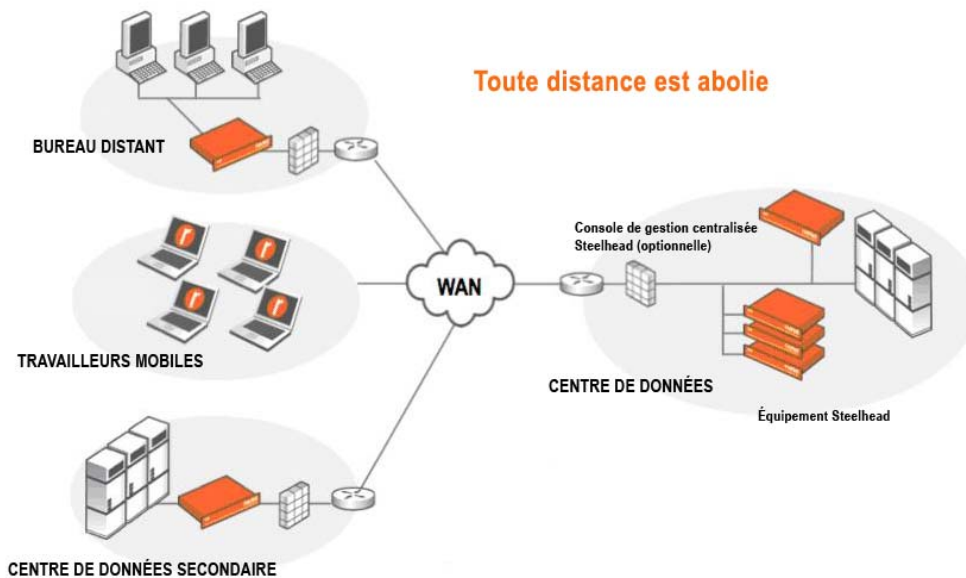 Toute distance est abolie
BUREAU DISTANT
Console de gestion centralisée
Steelhead (optionnelle)
WAN
TRAVAILLEURS MOBILES
CENTRE DE DONNÉES
Équipement Steelhead
CENTRE DE DONNÉES SECONDAIRE